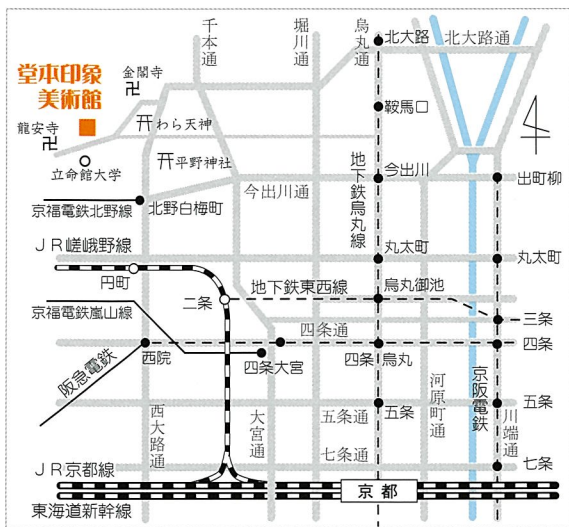 千本通
堀川通
烏丸通
北大路
北大路通
堂本印象
美術館
金閣寺
鞍馬口
龍安寺
わら天神
立命館大学
平野神社
地下鉄烏丸線
今出川
今出川通
出町柳
京福電鉄北野線
北野白梅町
JR嵯峨野線
丸太町
丸太町
円町
二条
地下鉄東西線
烏丸御池
三条
京福電鉄嵐山線
四条通
四条
阪急電鉄
西院
四条大宮
四条
烏丸
河原町通
京阪電鉄
川端通
西大路通
大宮通
五条通
五条
五条
七条通
七条
JR京都線
京都
東海道新幹線